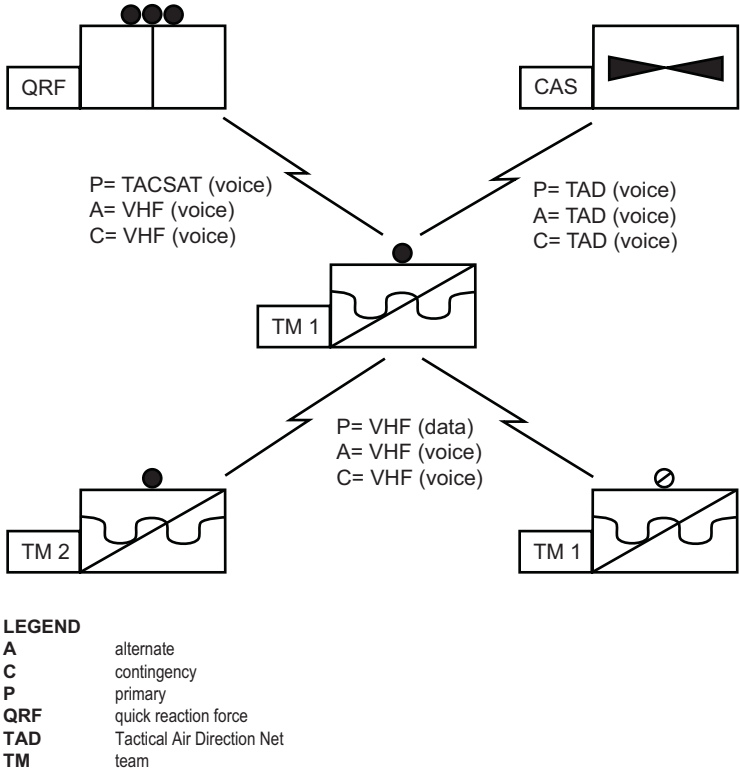 QRF
CAS
P= TACSAT (voice)
A= VHF (voice)
C= VHF (voice)
P= TAD (voice)
A= TAD (voice)
C= TAD (voice)
TM 1
P= VHF (data)
A= VHF (voice)
C= VHF (voice)
TM 2
TM 1
LEGEND
A alternate
C contingency
P primary
QRF quick reaction force
TAD Tactical Air Direction Net
TM team